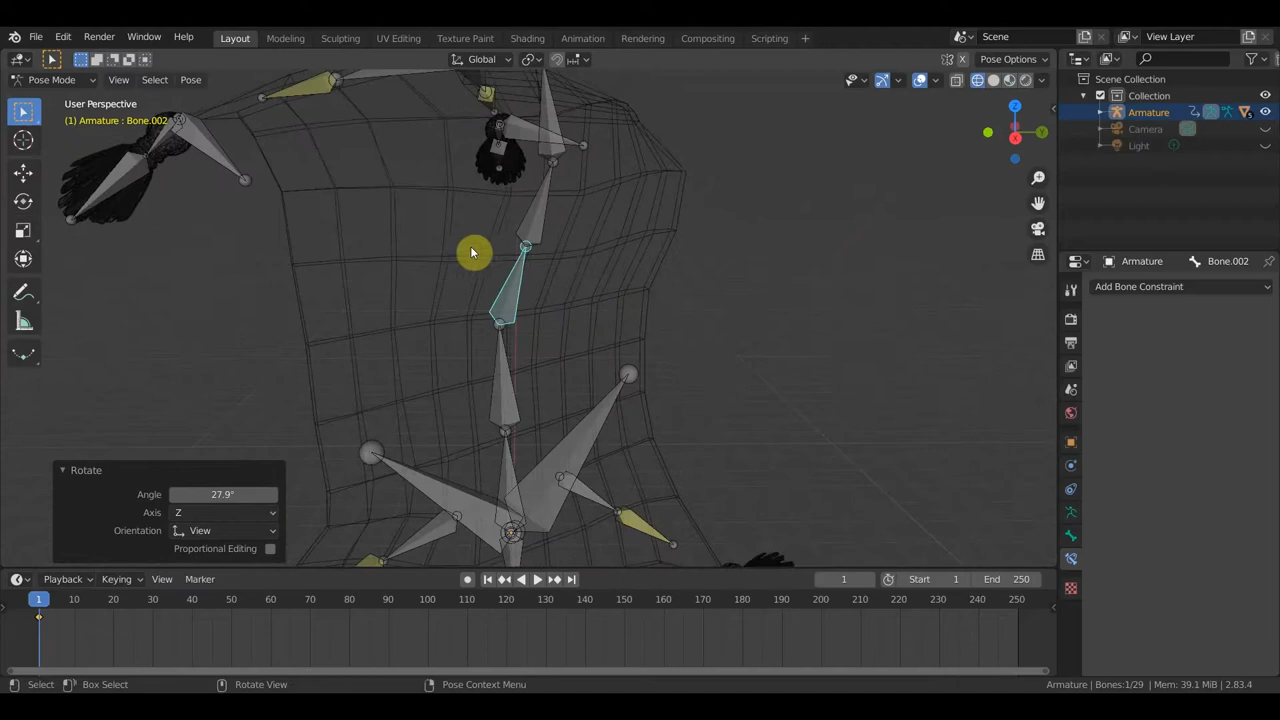 File Edit Render Window Help Layout Modeling Sculpting UV Editing Texture Paint Shading Animation Rendering Compositing Scripting + Scene View Layer
Global Pose Options
Pose Mode View Select Pose
User Perspective
(1) Armature : Bone.002
Z
Y
X
Scene Collection
Collection
Armature 5
Camera
Light
Armature Bone.002
Add Bone Constraint
Rotate
Angle 27.9°
Axis Z
Orientation View
Proportional Editing
Playback Keying View Marker 1 Start 1 End 250
1 10 20 30 40 50 60 70 80 90 100 110 120 130 140 150 160 170 180 190 200 210 220 230 240 250
Select Box Select Rotate View Pose Context Menu Armature | Bones:1/29 | Mem: 39.1 MiB | 2.83.4